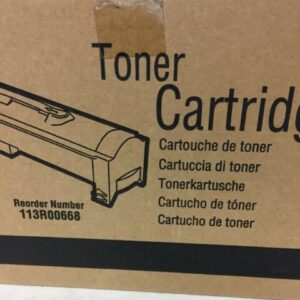 Toner
Cartridg
Cartouche de toner
Cartuccia di toner
Tonerkartusche
Cartucho de tóner
Cartucho de toner
Reorder Number
113R00668